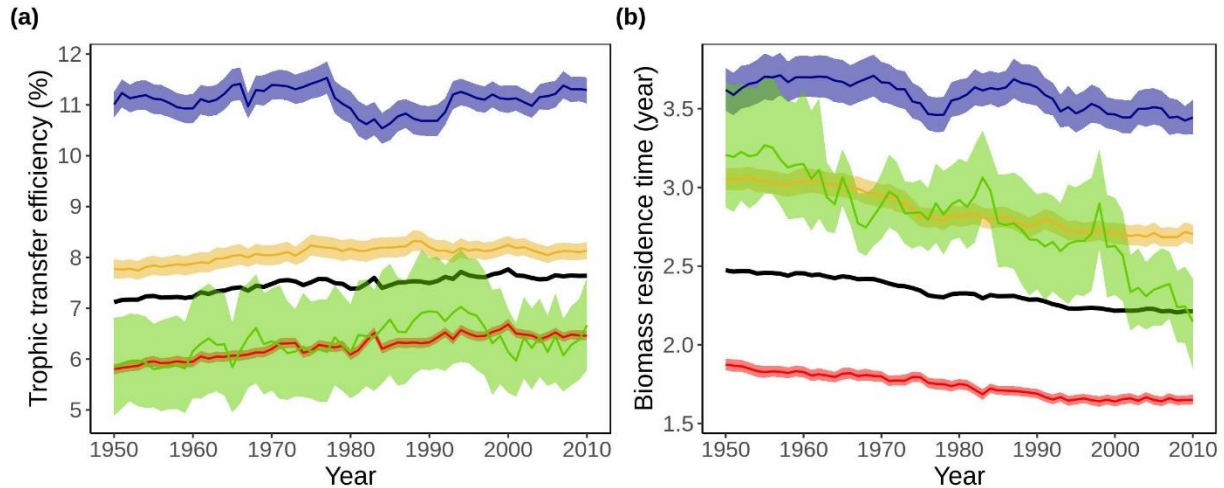 (a)
Trophic transfer efficiency (%)
12
11
10
9
8
7
6
5
1950 1960 1970 1980 1990 2000 2010
Year
(b)
Biomass residence time (year)
3.5
3.0
2.5
2.0
1.5
1950 1960 1970 1980 1990 2000 2010
Year